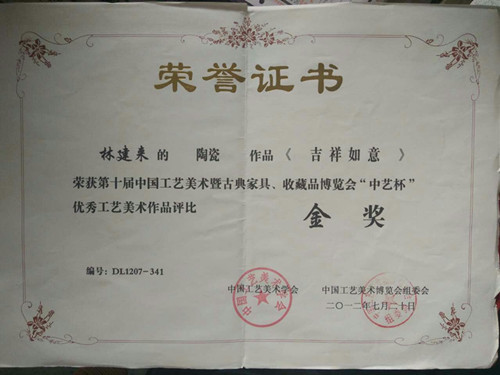 荣誉证书
林建来的 陶瓷 作品《 吉祥如意 》
荣获第十届中国工艺美术暨古典家具、收藏品博览会“中艺杯”
优秀工艺美术作品评比 金奖
编号：DL1207-341
中国工艺美术学会 中国工艺美术博览会组委会
二〇一二年七月二十日